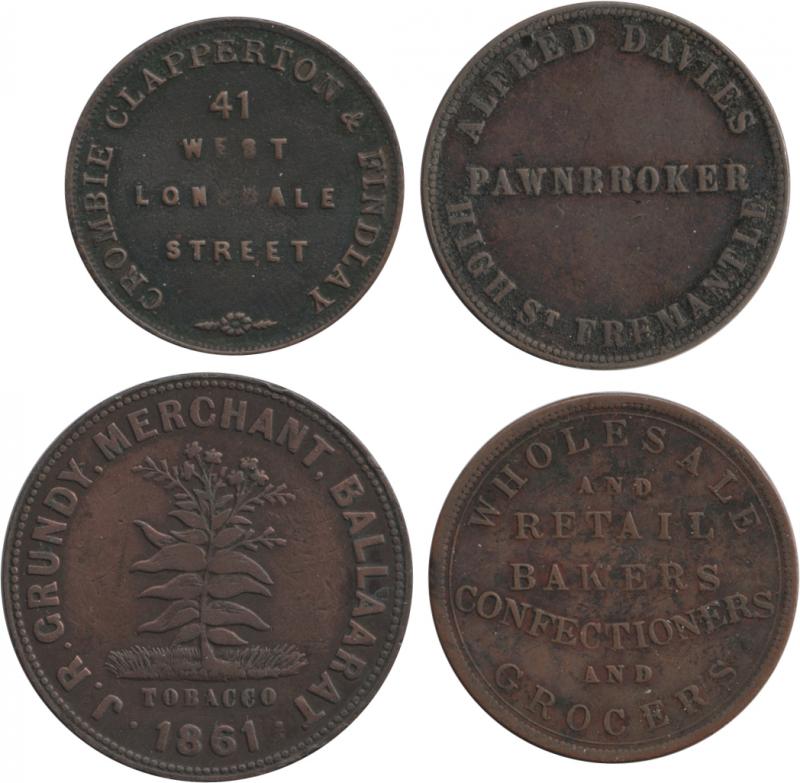 CROMBIE CLAPPERTON & FINDLAY
41
WEST
LONSDALE
STREET
ALFRED DAVIES
PAWNBROKER
HIGH ST FREMANTLE
J. R. GRUNDY, MERCHANT, BALLAARAT
TOBACCO
· 1861 ·
WHOLESALE
AND
RETAIL
BAKERS
CONFECTIONERS
AND
GROCERS